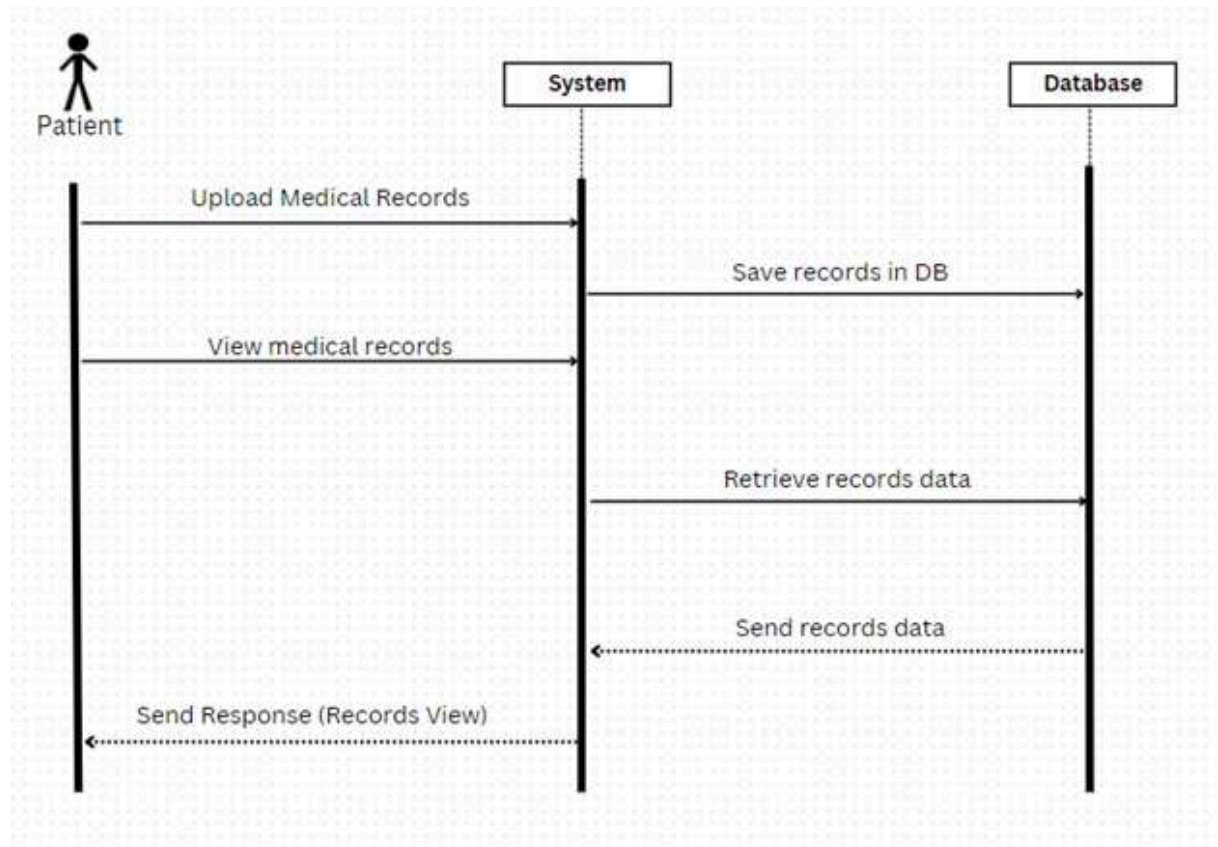 Patient
System
Database
Upload Medical Records
Save records in DB
View medical records
Retrieve records data
Send records data
Send Response (Records View)